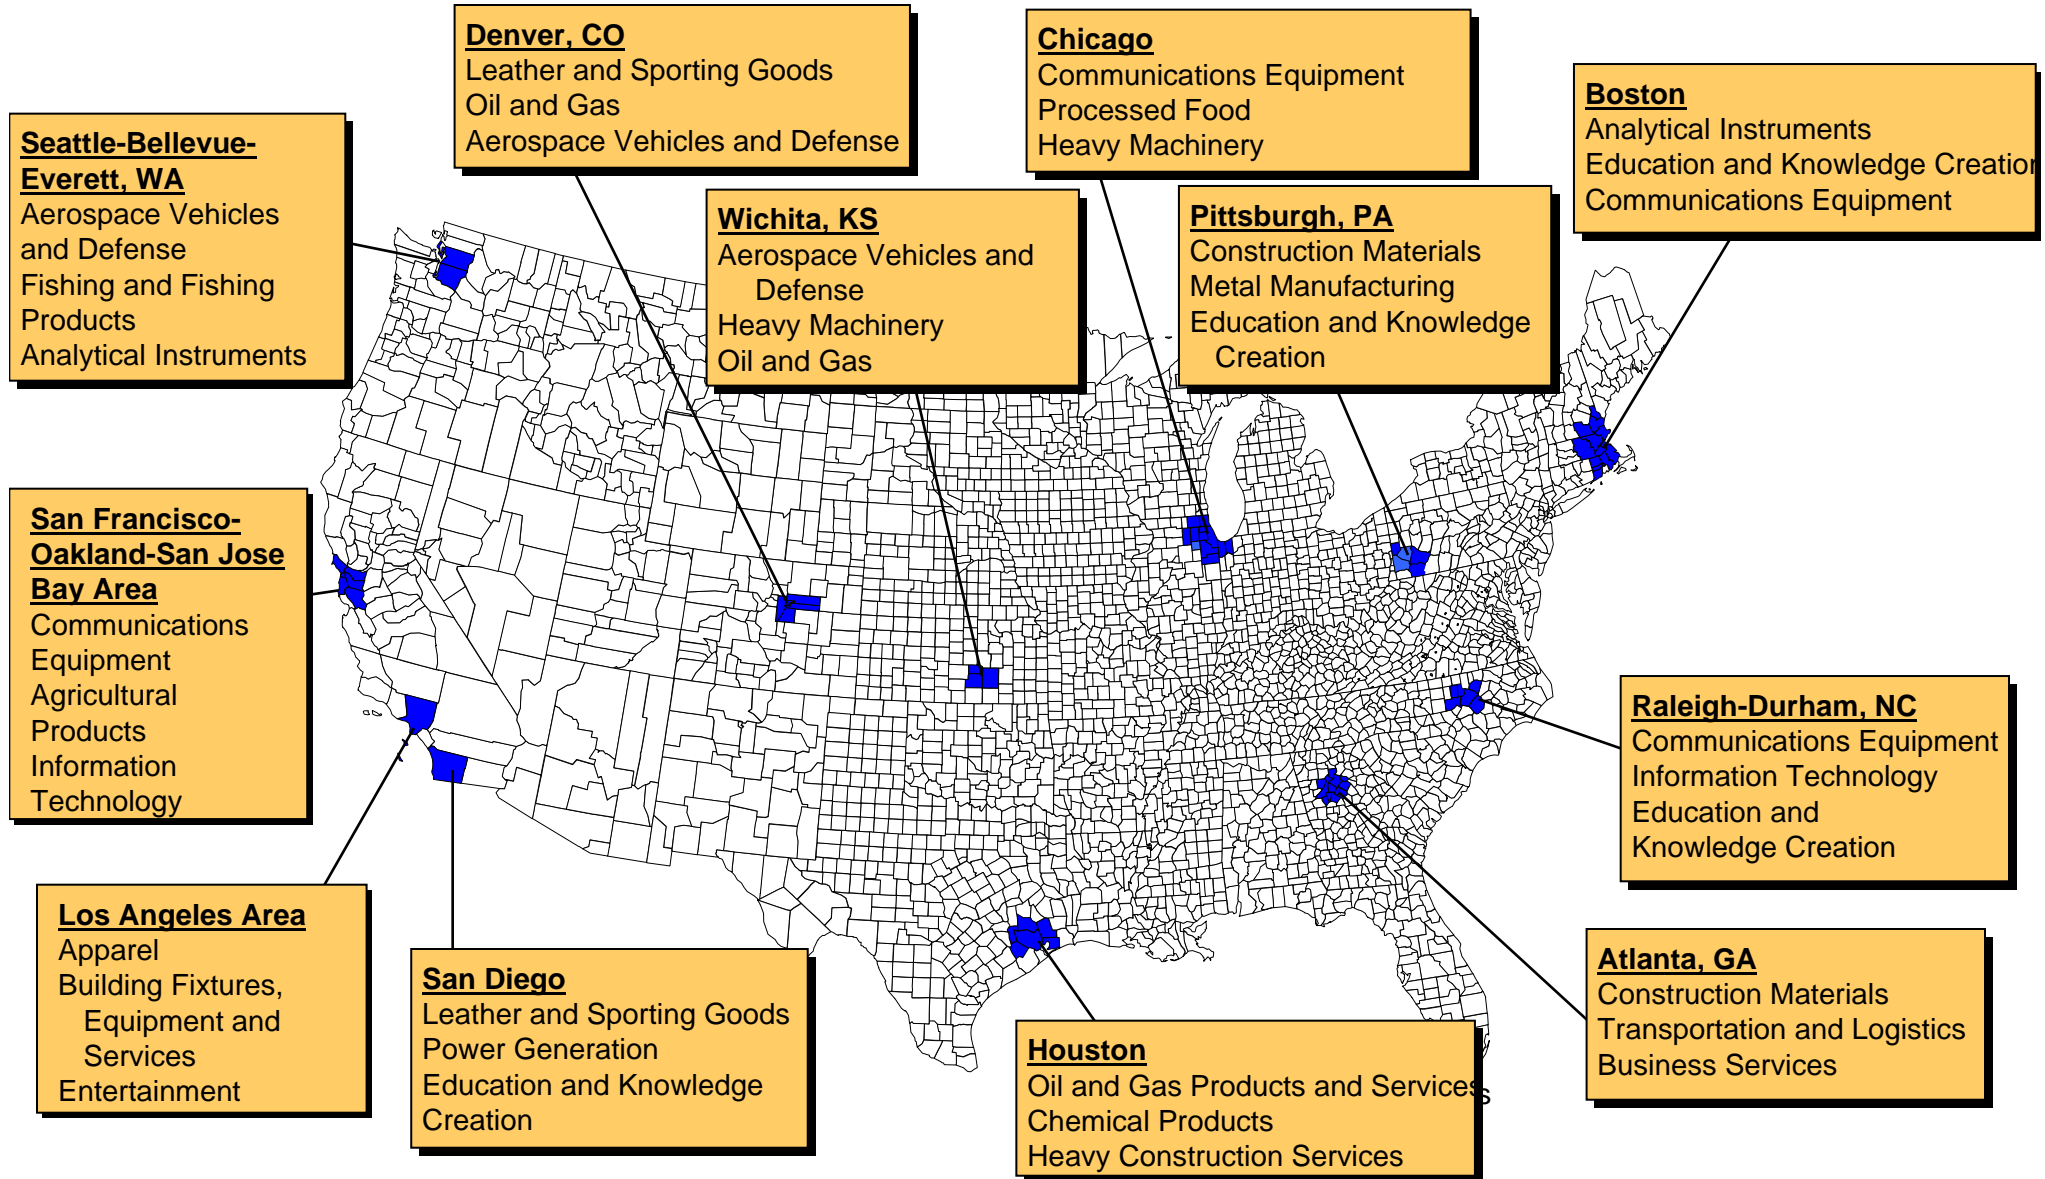 Denver, CO
Leather and Sporting Goods
Oil and Gas
Aerospace Vehicles and Defense
Chicago
Communications Equipment
Processed Food
Heavy Machinery
Boston
Analytical Instruments
Education and Knowledge Creation
Communications Equipment
Seattle-Bellevue-
Everett, WA
Aerospace Vehicles
and Defense
Fishing and Fishing
Products
Analytical Instruments
Wichita, KS
Aerospace Vehicles and
Defense
Heavy Machinery
Oil and Gas
Pittsburgh, PA
Construction Materials
Metal Manufacturing
Education and Knowledge
Creation
San Francisco-
Oakland-San Jose
Bay Area
Communications
Equipment
Agricultural
Products
Information
Technology
Raleigh-Durham, NC
Communications Equipment
Information Technology
Education and
Knowledge Creation
Los Angeles Area
Apparel
Building Fixtures,
Equipment and
Services
Entertainment
San Diego
Leather and Sporting Goods
Power Generation
Education and Knowledge
Creation
Houston
Oil and Gas Products and Services
Chemical Products
Heavy Construction Services
Atlanta, GA
Construction Materials
Transportation and Logistics
Business Services